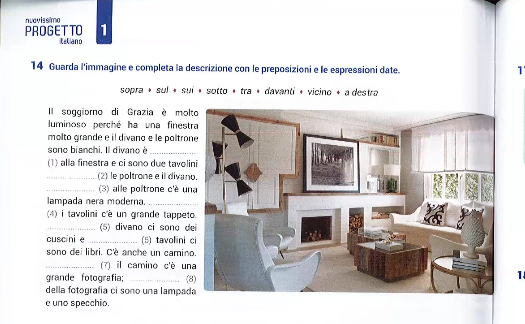 nuovissimo
PROGETTO 1
italiano
14 Guarda l'immagine e completa la descrizione con le preposizioni e le espressioni date.
sopra • sul • sui • sotto • tra • davanti • vicino • a destra
Il soggiorno di Grazia è molto
luminoso perché ha una finestra
molto grande e il divano e le poltrone
sono bianchi. Il divano è ....................
(1) alla finestra e ci sono due tavolini
.................... (2) le poltrone e il divano.
.................... (3) alle poltrone c'è una
lampada nera moderna. ....................
(4) i tavolini c'è un grande tappeto.
.................... (5) divano ci sono dei
cuscini e .................... (6) tavolini ci
sono dei libri. C'è anche un camino.
.................... (7) il camino c'è una
grande fotografia; .................... (8)
della fotografia ci sono una lampada
e uno specchio.